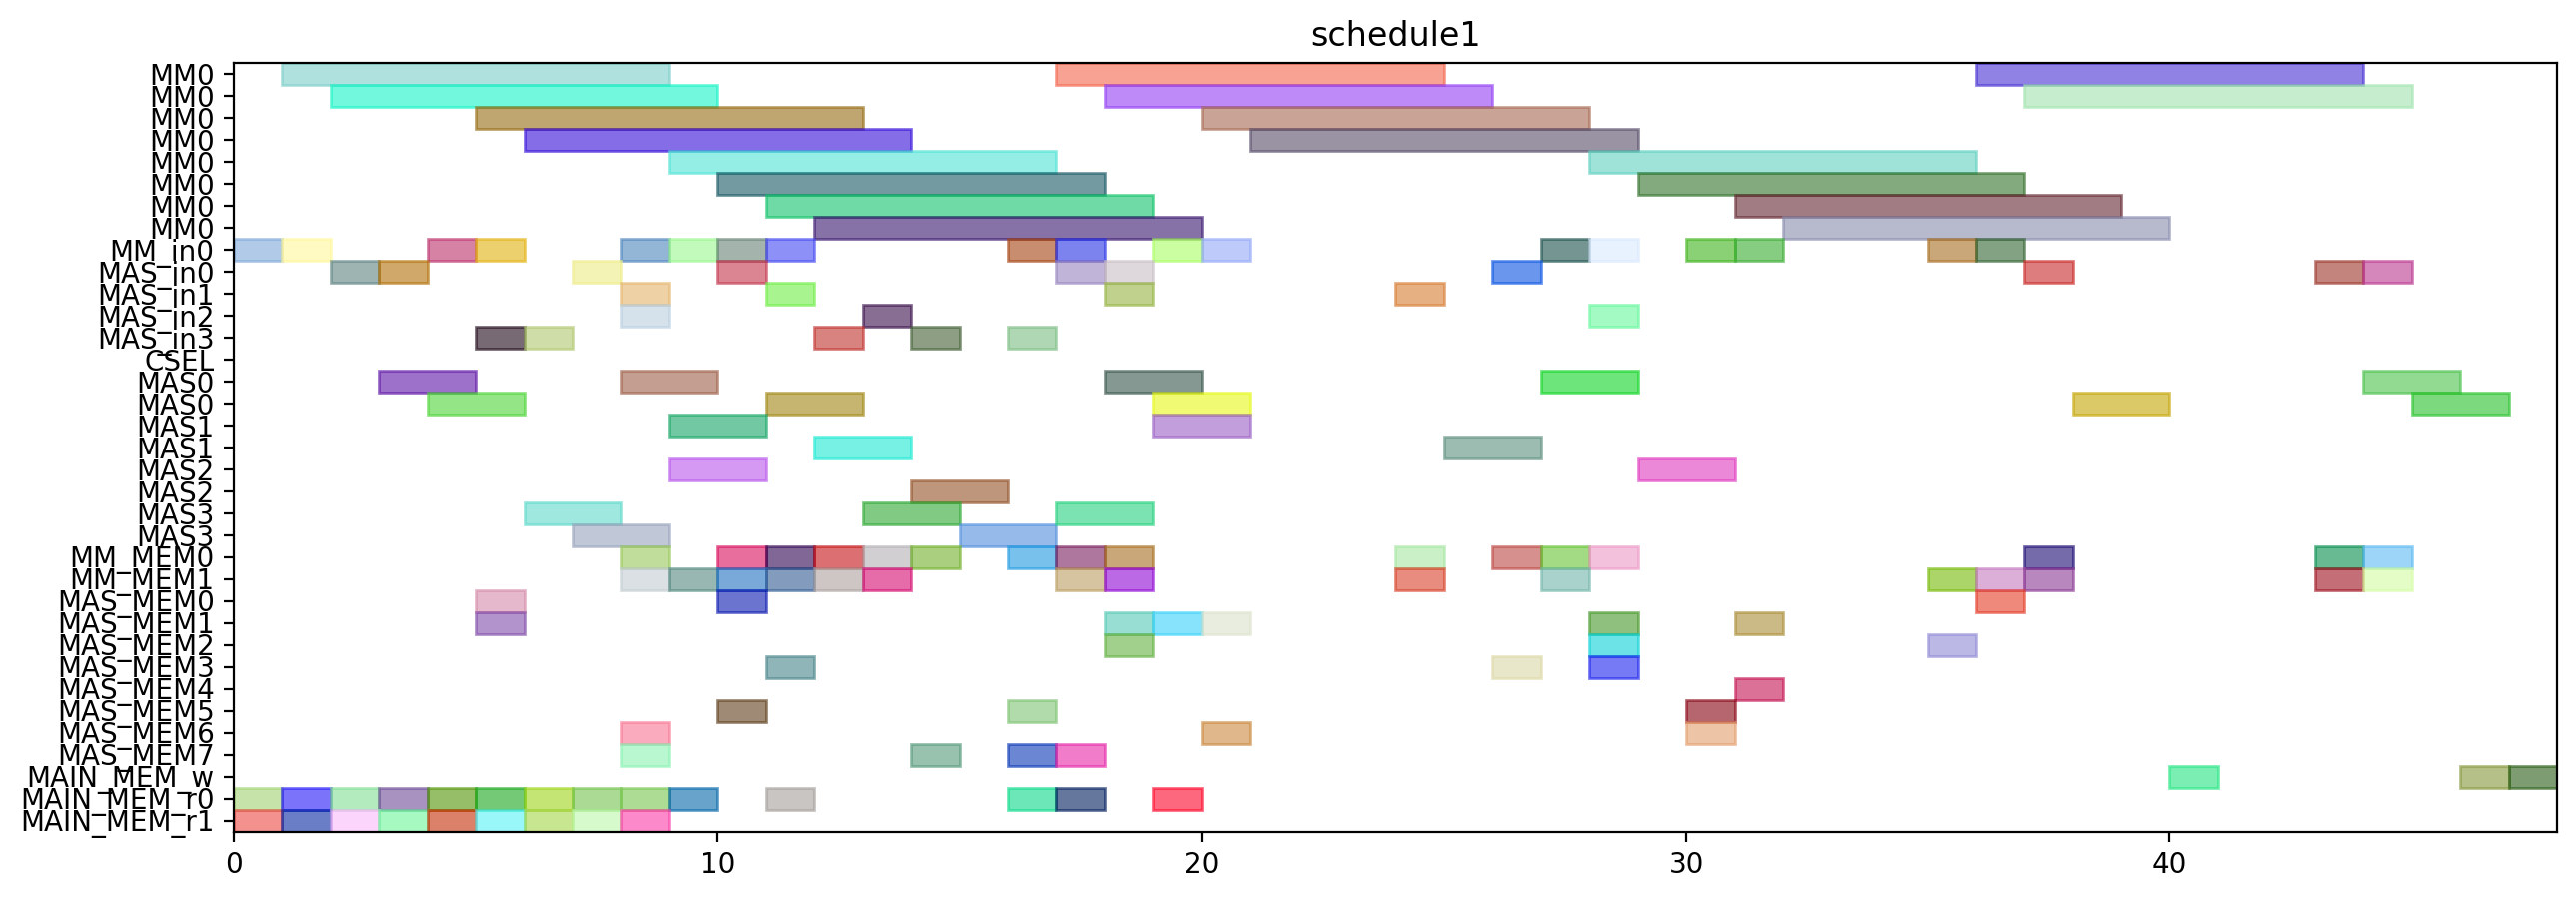 schedule1
MM0
MM0
MM0
MM0
MM0
MM0
MM0
MM0
MM_in0
MAS_in0
MAS_in1
MAS_in2
MAS_in3
CSEL
MAS0
MAS0
MAS1
MAS1
MAS2
MAS2
MAS3
MAS3
MM_MEM0
MM_MEM1
MAS_MEM0
MAS_MEM1
MAS_MEM2
MAS_MEM3
MAS_MEM4
MAS_MEM5
MAS_MEM6
MAS_MEM7
MAIN_MEM_w
MAIN_MEM_r0
MAIN_MEM_r1
0 10 20 30 40